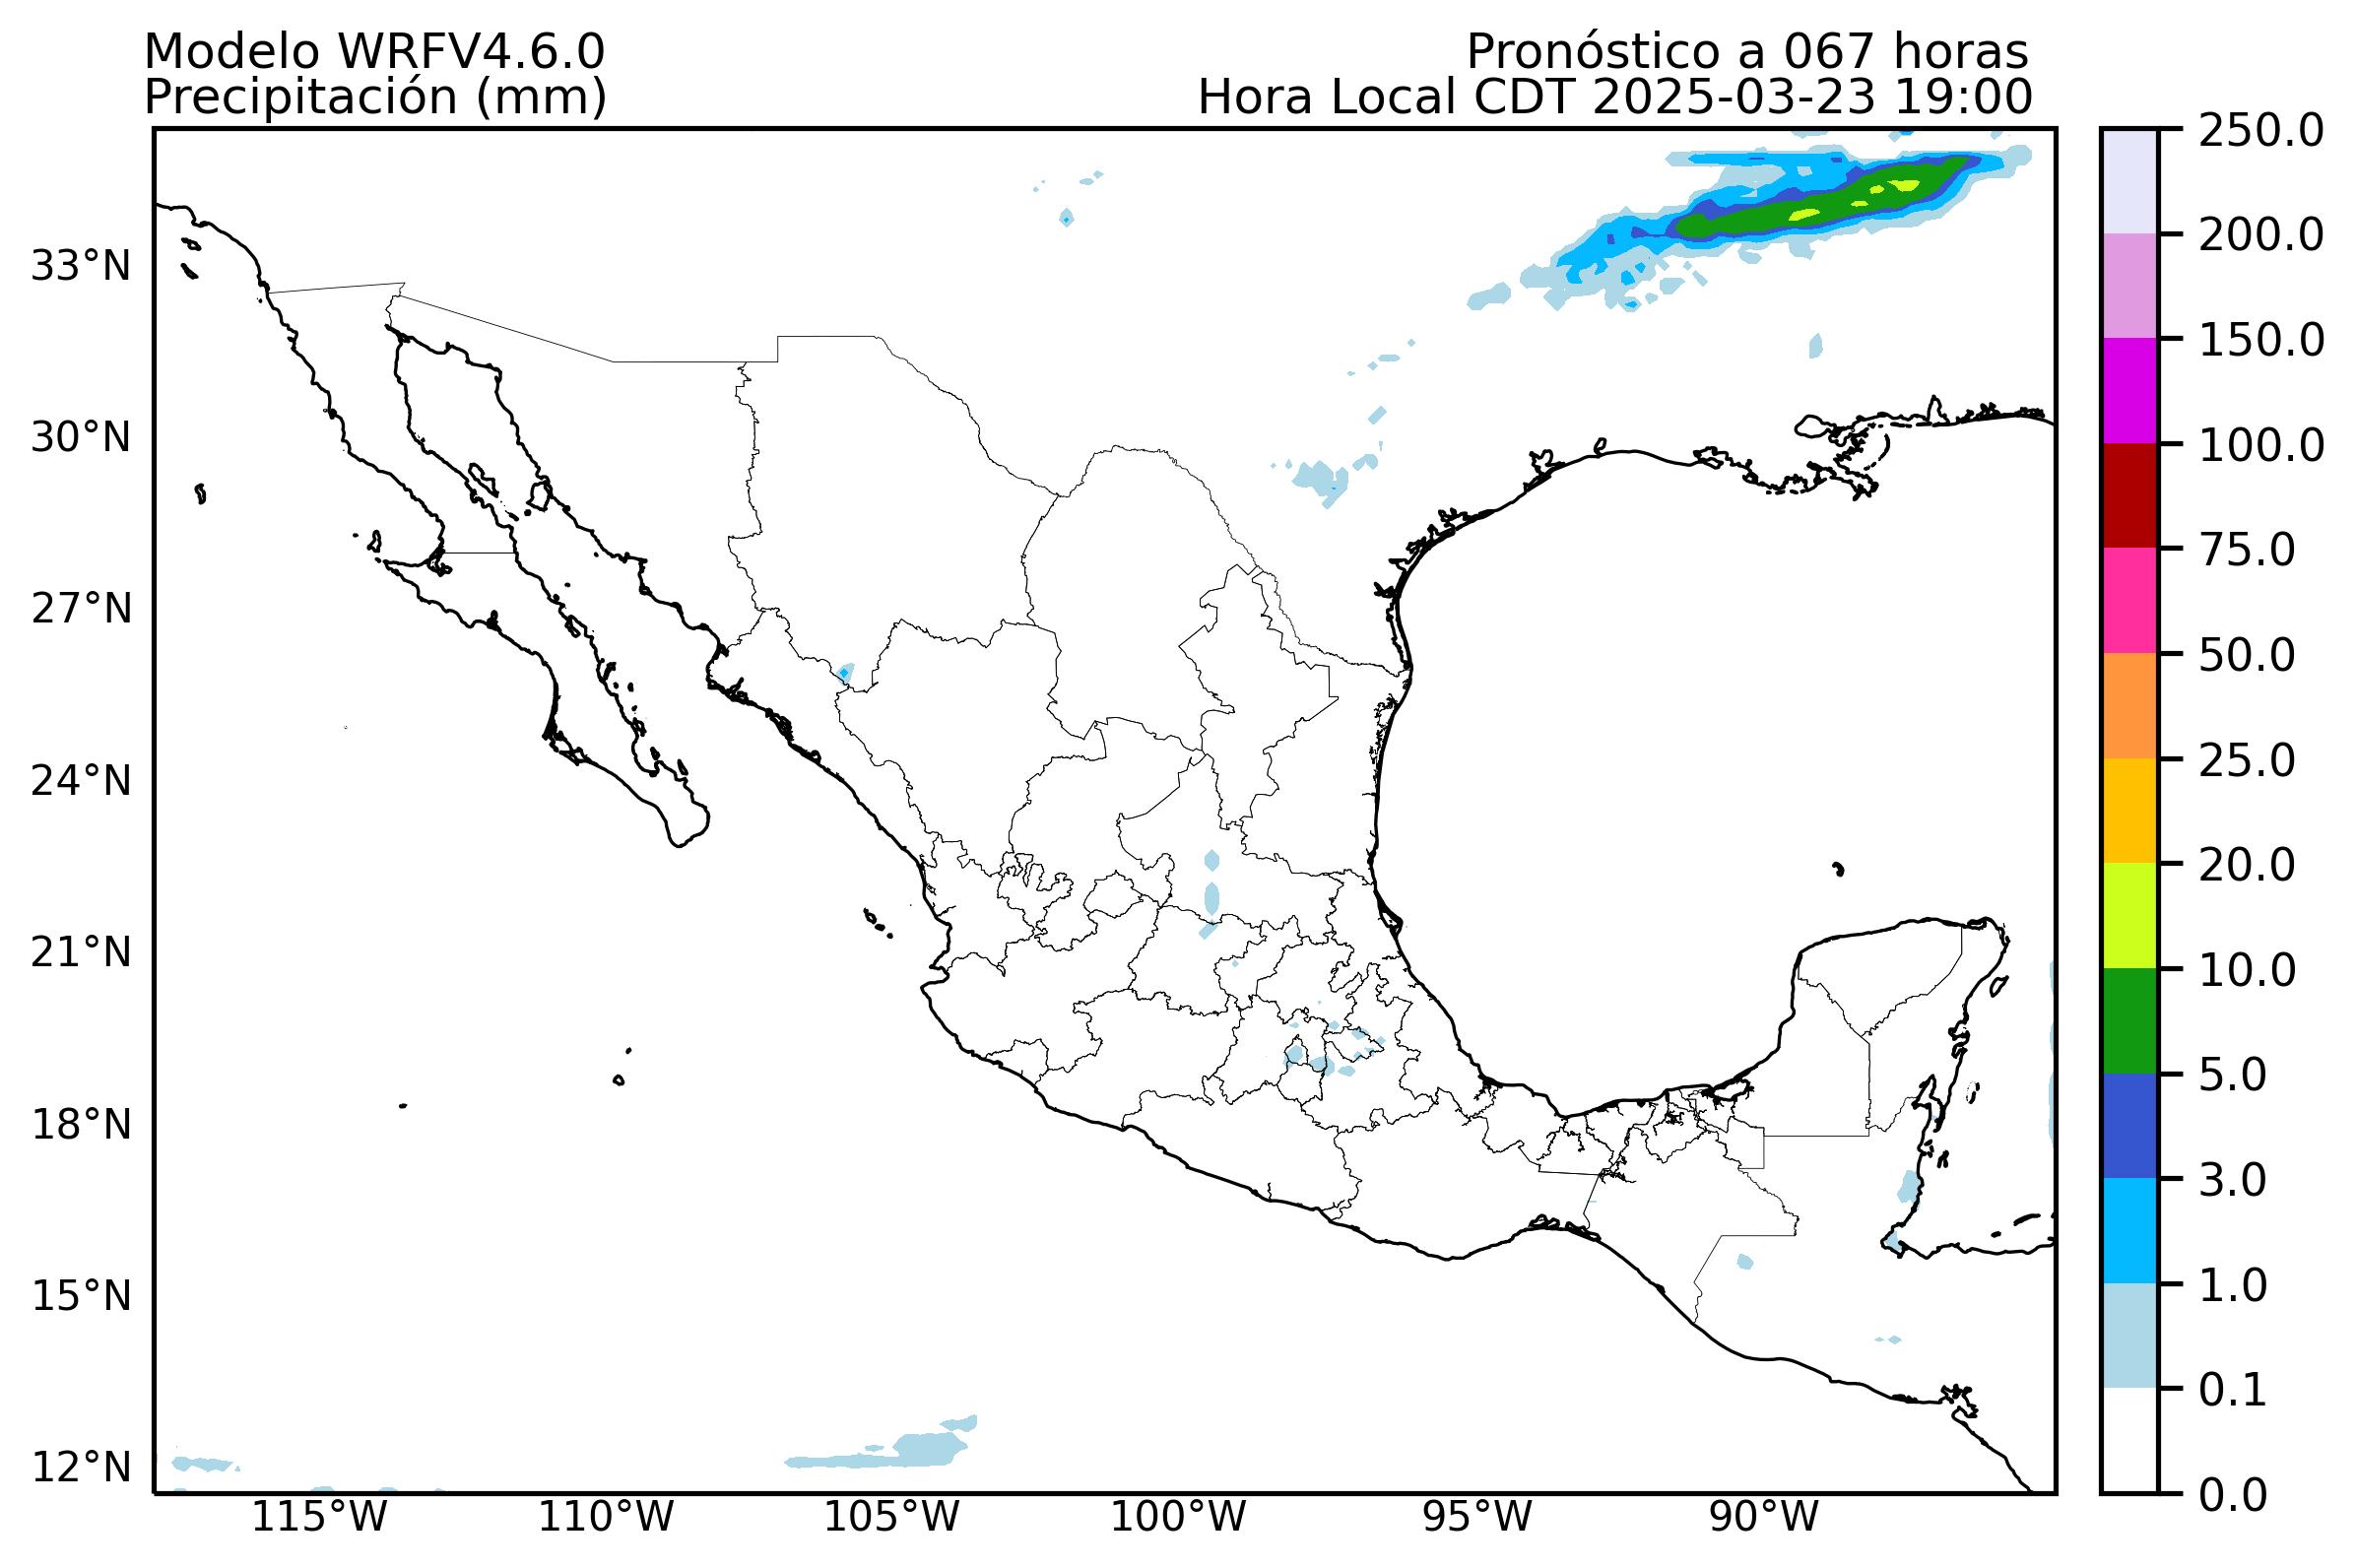 Modelo WRFV4.6.0
Precipitación (mm)
Pronóstico a 067 horas
Hora Local CDT 2025-03-23 19:00
33°N
30°N
27°N
24°N
21°N
18°N
15°N
12°N
115°W
110°W
105°W
100°W
95°W
90°W
250.0
200.0
150.0
100.0
75.0
50.0
25.0
20.0
10.0
5.0
3.0
1.0
0.1
0.0